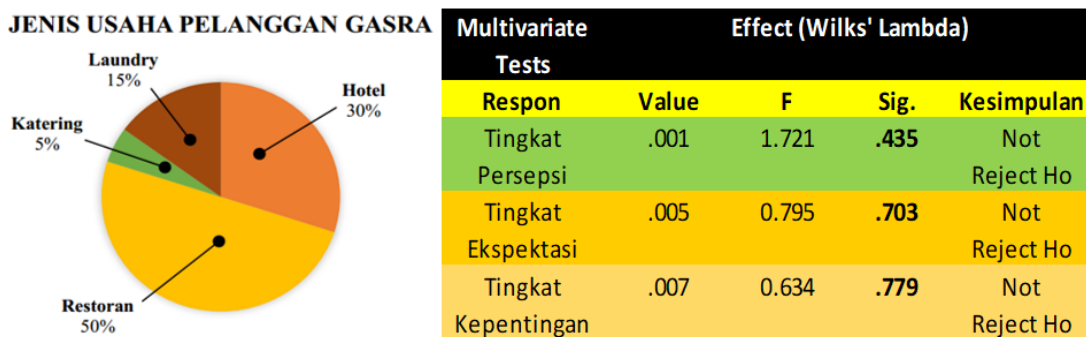 JENIS USAHA PELANGGAN GASRA
Laundry
15%
Hotel
30%
Katering
5%
Restoran
50%
Multivariate Effect (Wilks' Lambda)
Tests
Respon Value F Sig. Kesimpulan
Tingkat .001 1.721 .435 Not
Persepsi Reject Ho
Tingkat .005 0.795 .703 Not
Ekspektasi Reject Ho
Tingkat .007 0.634 .779 Not
Kepentingan Reject Ho